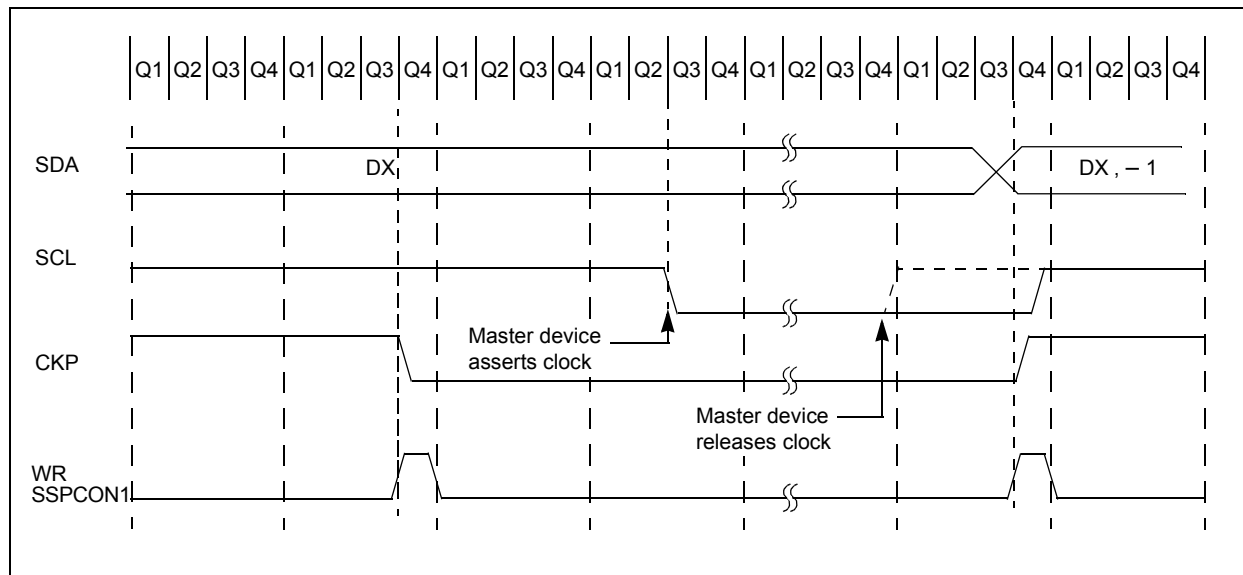 Q1 Q2 Q3 Q4 Q1 Q2 Q3 Q4 Q1 Q2 Q3 Q4 Q1 Q2 Q3 Q4 Q1 Q2 Q3 Q4 Q1 Q2 Q3 Q4 Q1 Q2 Q3 Q4
SDA
DX
DX , – 1
SCL
Master device
asserts clock
CKP
Master device
releases clock
WR
SSPCON1